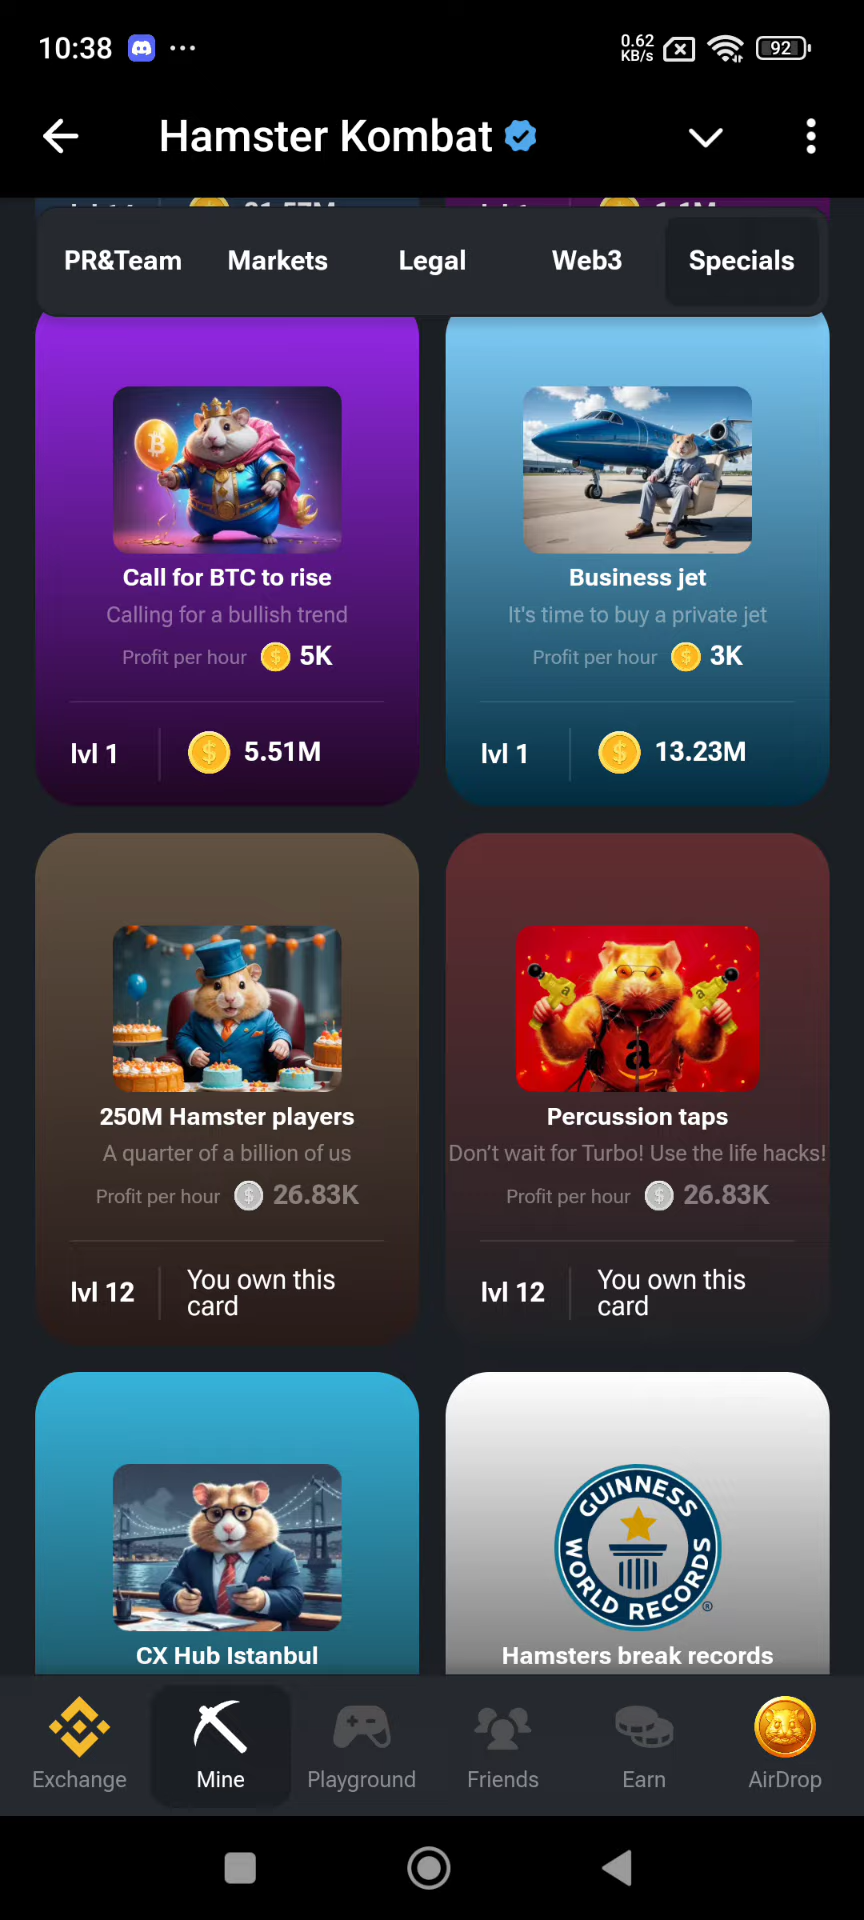 10:38
0.62
KB/s
92
Hamster Kombat
PR&Team
Markets
Legal
Web3
Specials
Call for BTC to rise
Calling for a bullish trend
Profit per hour
5K
lvl 1
5.51M
Business jet
It's time to buy a private jet
Profit per hour
3K
lvl 1
13.23M
250M Hamster players
A quarter of a billion of us
Profit per hour
26.83K
lvl 12
You own this
card
Percussion taps
Don’t wait for Turbo! Use the life hacks!
Profit per hour
26.83K
lvl 12
You own this
card
CX Hub Istanbul
GUINNESS
WORLD RECORDS
®
Hamsters break records
Exchange
Mine
Playground
Friends
Earn
AirDrop